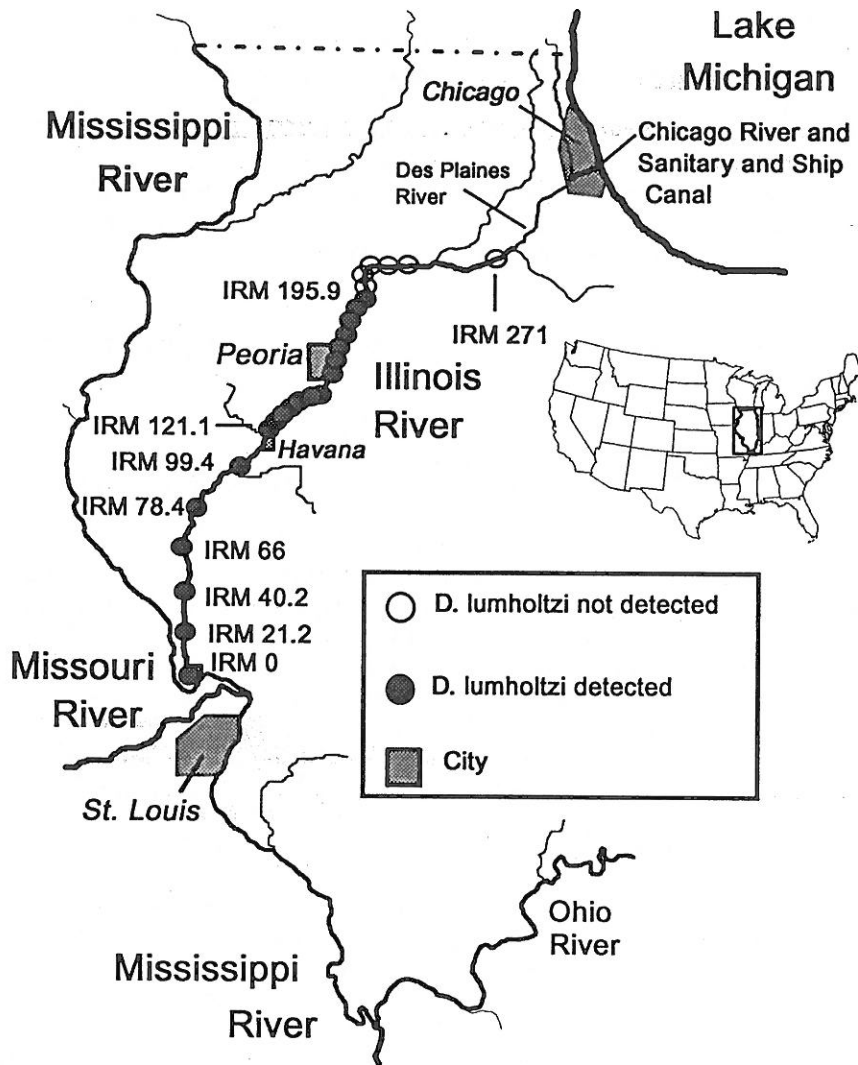 Lake
Michigan
Chicago
Mississippi
River
Chicago River and
Sanitary and Ship
Canal
Des Plaines
River
IRM 195.9
IRM 271
Peoria
Illinois
River
IRM 121.1
Havana
IRM 99.4
IRM 78.4
IRM 66
IRM 40.2
IRM 21.2
IRM 0
Missouri
River
D. lumholtzi not detected
D. lumholtzi detected
City
St. Louis
Ohio
River
Mississippi
River